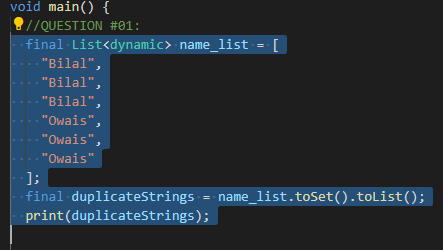 void main() {
//QUESTION #01:
final List<dynamic> name_list = [
"Bilal",
"Bilal",
"Bilal",
"Owais",
"Owais",
"Owais"
];
final duplicateStrings = name_list.toSet().toList();
print(duplicateStrings);